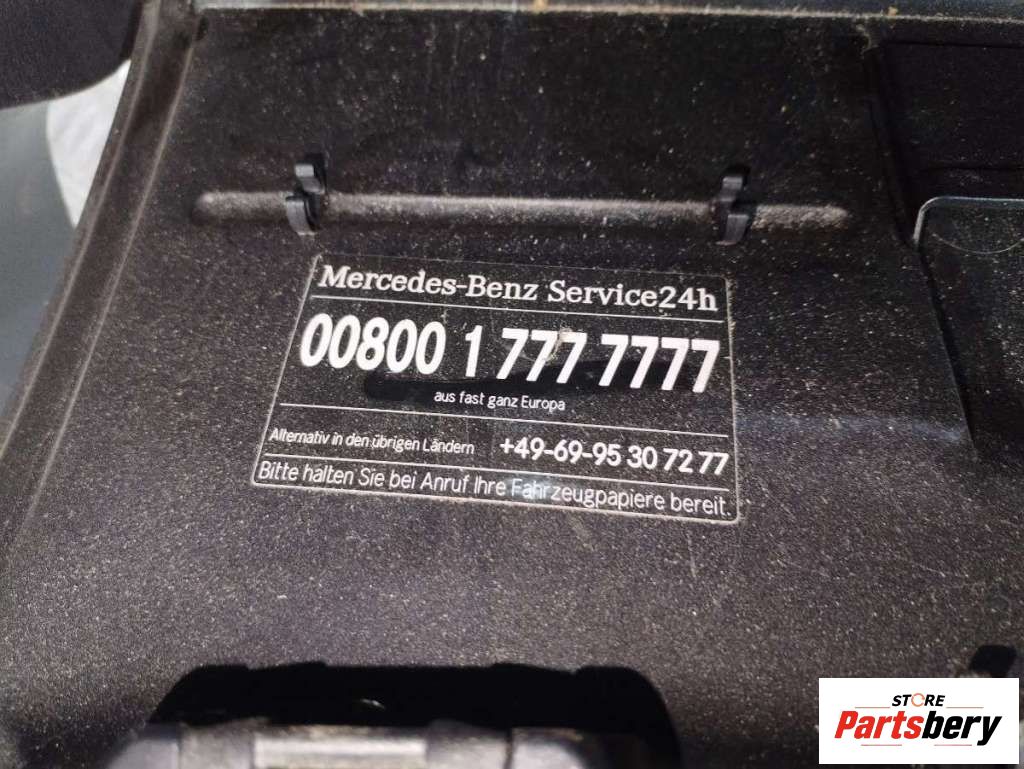 Mercedes-Benz Service24h
00800 1 777 7777
aus fast ganz Europa
Alternativ in den übrigen Ländern +49-69-95 30 72 77
Bitte halten Sie bei Anruf Ihre Fahrzeugpapiere bereit.
STORE
Partsbery